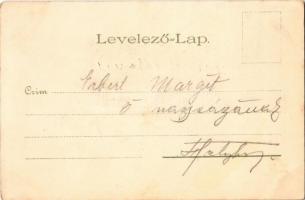 Levelező-Lap.
Czim Erbert Margit
ő nagyságának
Helyben